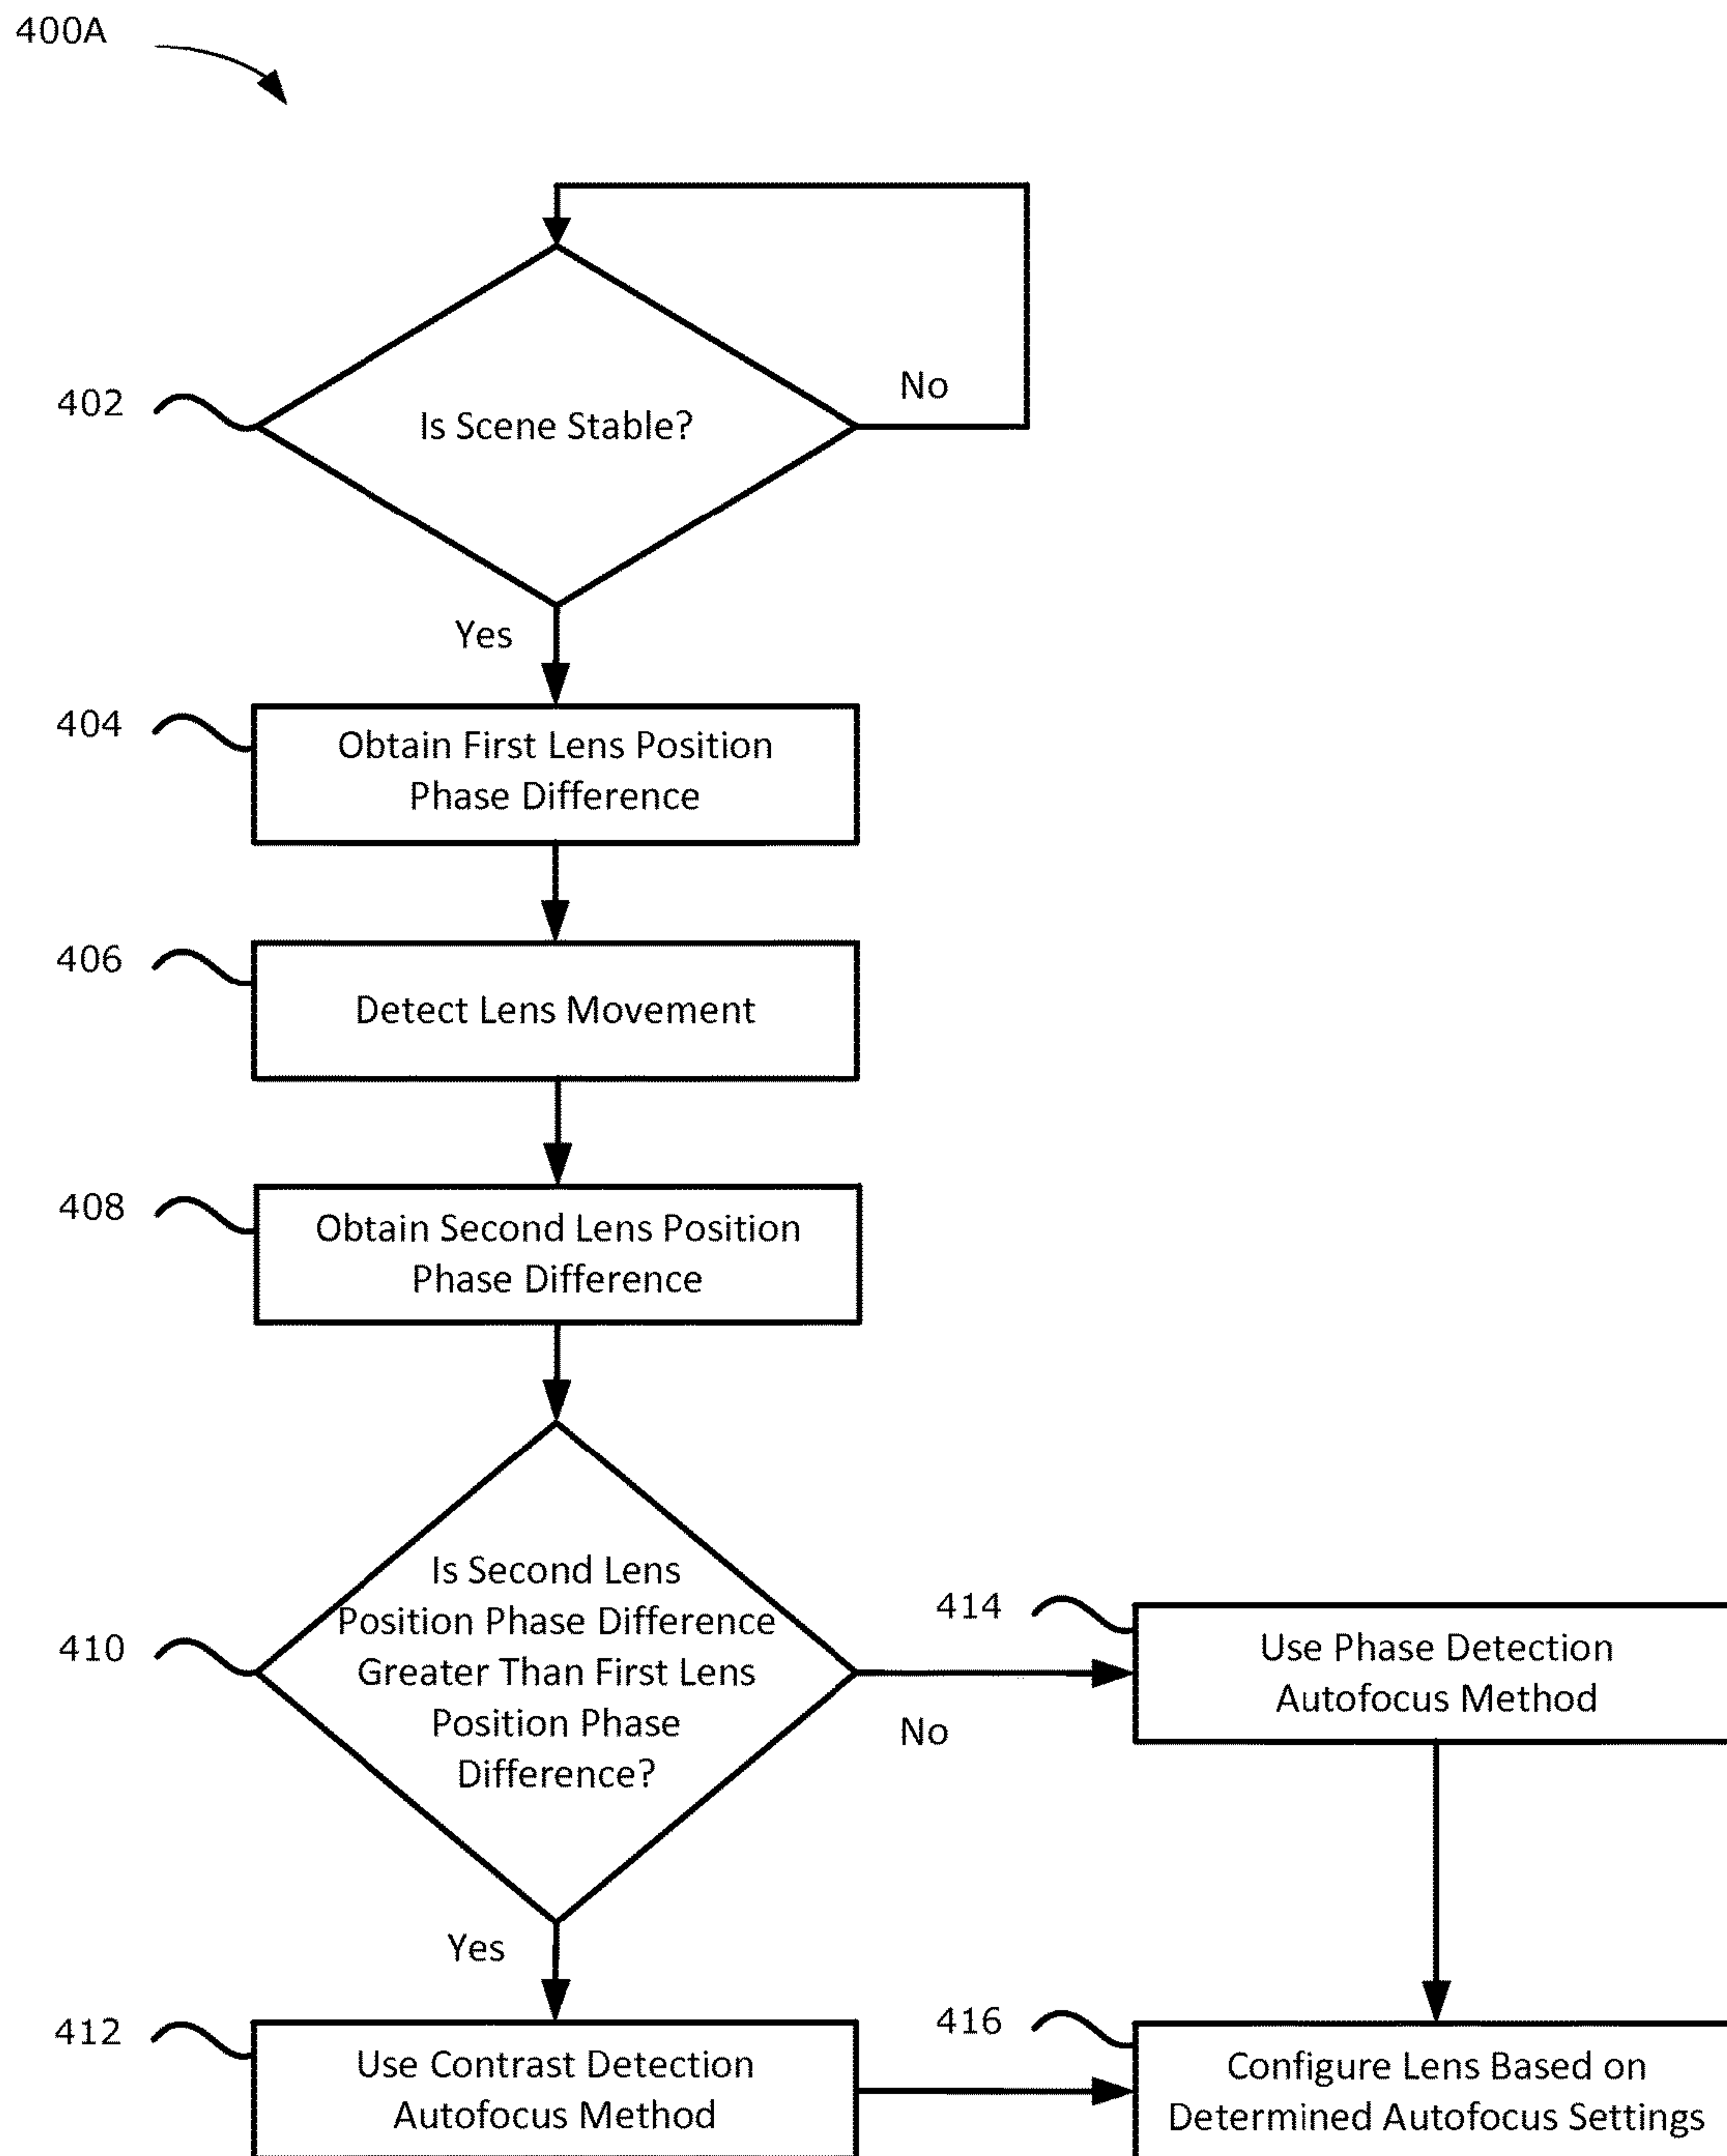 400A
402
Is Scene Stable?
No
Yes
404
Obtain First Lens Position
Phase Difference
406
Detect Lens Movement
408
Obtain Second Lens Position
Phase Difference
410
Is Second Lens
Position Phase Difference
Greater Than First Lens
Position Phase
Difference?
No
414
Use Phase Detection
Autofocus Method
Yes
412
Use Contrast Detection
Autofocus Method
416
Configure Lens Based on
Determined Autofocus Settings